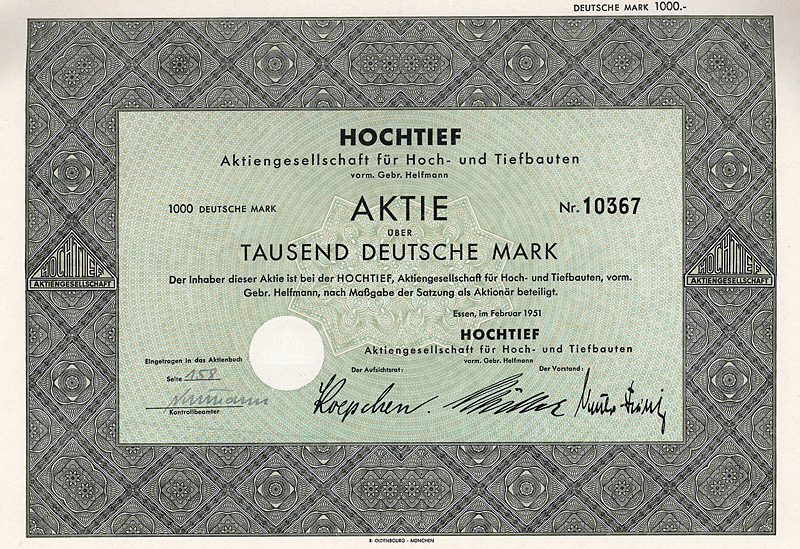 DEUTSCHE MARK 1000.-
HOCHTIEF
Aktiengesellschaft für Hoch- und Tiefbauten
vorm. Gebr. Helfmann
1000 DEUTSCHE MARK
AKTIE
Nr. 10367
ÜBER
TAUSEND DEUTSCHE MARK
Der Inhaber dieser Aktie ist bei der HOCHTIEF, Aktiengesellschaft für Hoch- und Tiefbauten, vorm.
Gebr. Helfmann, nach Maßgabe der Satzung als Aktionär beteiligt.
HOCHTIEF
AKTIENGESELLSCHAFT
HOCHTIEF
AKTIENGESELLSCHAFT
Essen, im Februar 1951
HOCHTIEF
Aktiengesellschaft für Hoch- und Tiefbauten
vorm. Gebr. Helfmann
Eingetragen in das Aktienbuch
Seite 158
Kontrollbeamter
Der Aufsichtsrat:
Der Vorstand:
Koepchen.
R. OLDENBOURG - MÜNCHEN